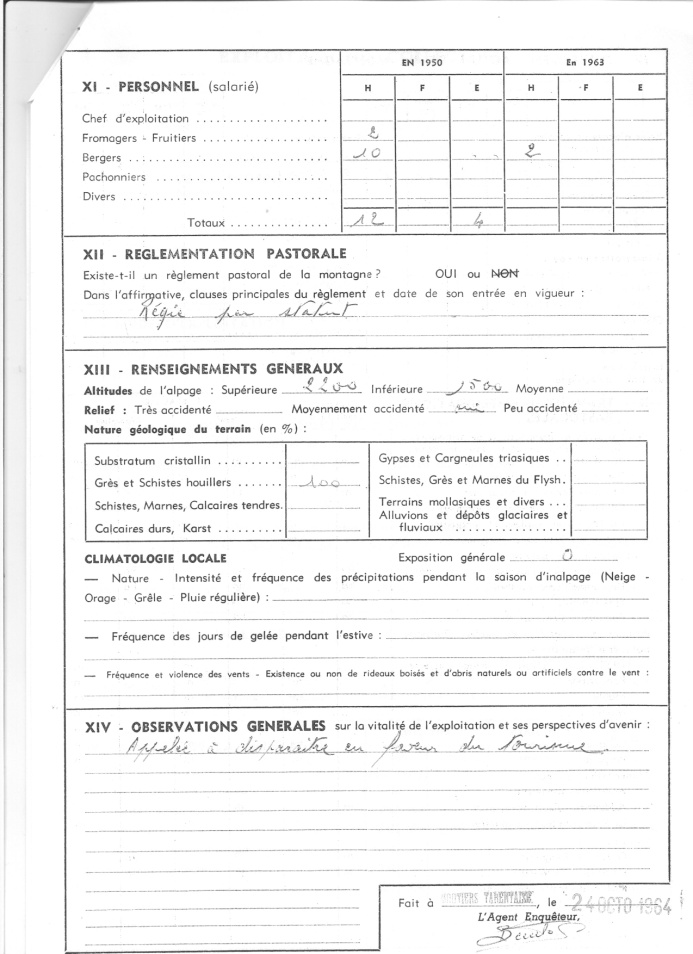 EN 1950 En 1963
XI - PERSONNEL (salarié) H F E H F E
Chef d'exploitation ....................
Fromagers - Fruitiers .................... 2
Bergers .................... 10 2
Pachonniers ....................
Divers ....................
Totaux ............... 12 4
XII - REGLEMENTATION PASTORALE
Existe-t-il un règlement pastoral de la montagne ? OUI ou NON
Dans l'affirmative, clauses principales du règlement et date de son entrée en vigueur :
Régie par statut
XIII - RENSEIGNEMENTS GENERAUX
Altitudes de l'alpage : Supérieure 2200 Inférieure 1500 Moyenne
Relief : Très accidenté Moyennement accidenté oui Peu accidenté
Nature géologique du terrain (en %) :
Substratum cristallin .......... Gypses et Cargneules triasiques ..
Grès et Schistes houillers ....... 100 Schistes, Grès et Marnes du Flysh.
Schistes, Marnes, Calcaires tendres. Terrains mollasiques et divers ...
Alluvions et dépôts glaciaires et
Calcaires durs, Karst .......... fluviaux .................
CLIMATOLOGIE LOCALE Exposition générale O
— Nature - Intensité et fréquence des précipitations pendant la saison d'inalpage (Neige -
Orage - Grêle - Pluie régulière) :
— Fréquence des jours de gelée pendant l'estive :
— Fréquence et violence des vents - Existence ou non de rideaux boisés et d'abris naturels ou artificiels contre le vent :
XIV - OBSERVATIONS GENERALES sur la vitalité de l'exploitation et ses perspectives d'avenir :
Appelée à disparaître en faveur du tourisme.
Fait à MOUTIERS TARENTAISE, le 24 OCTO 1964
L'Agent Enquêteur,